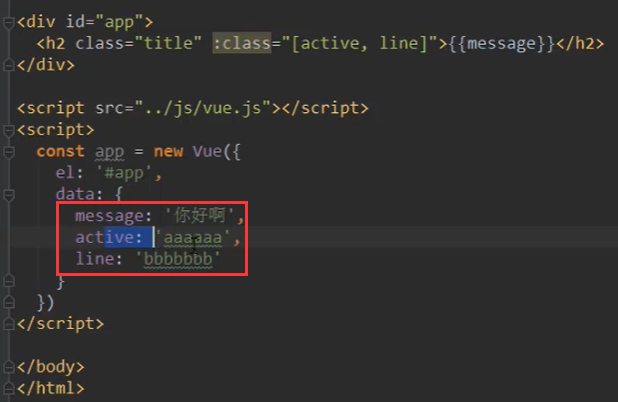 <div id="app">
<h2 class="title" :class="[active, line]">{{message}}</h2>
</div>
<script src="../js/vue.js"></script>
<script>
const app = new Vue({
el: '#app',
data: {
message: '你好啊',
active: 'aaaaaa',
line: 'bbbbbbb'
}
})
</script>
</body>
</html>